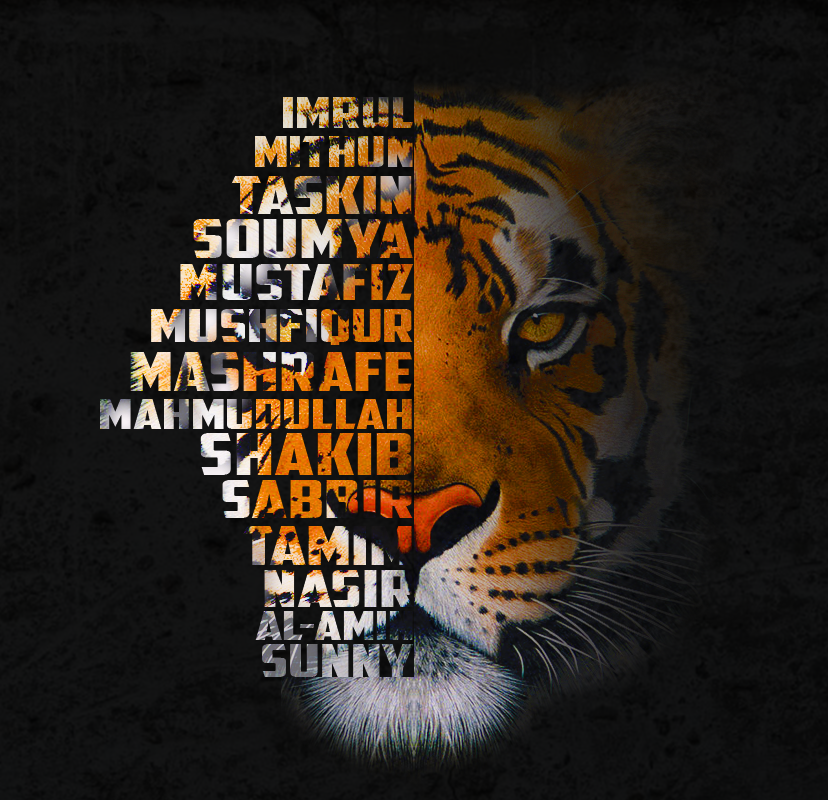 IMRUL
MITHUN
TASKIN
SOUMYA
MUSTAFIZ
MUSHFIQUR
MASHRAFE
MAHMUDULLAH
SHAKIB
SABBIR
TAMIM
NASIR
AL-AMIN
SUNNY